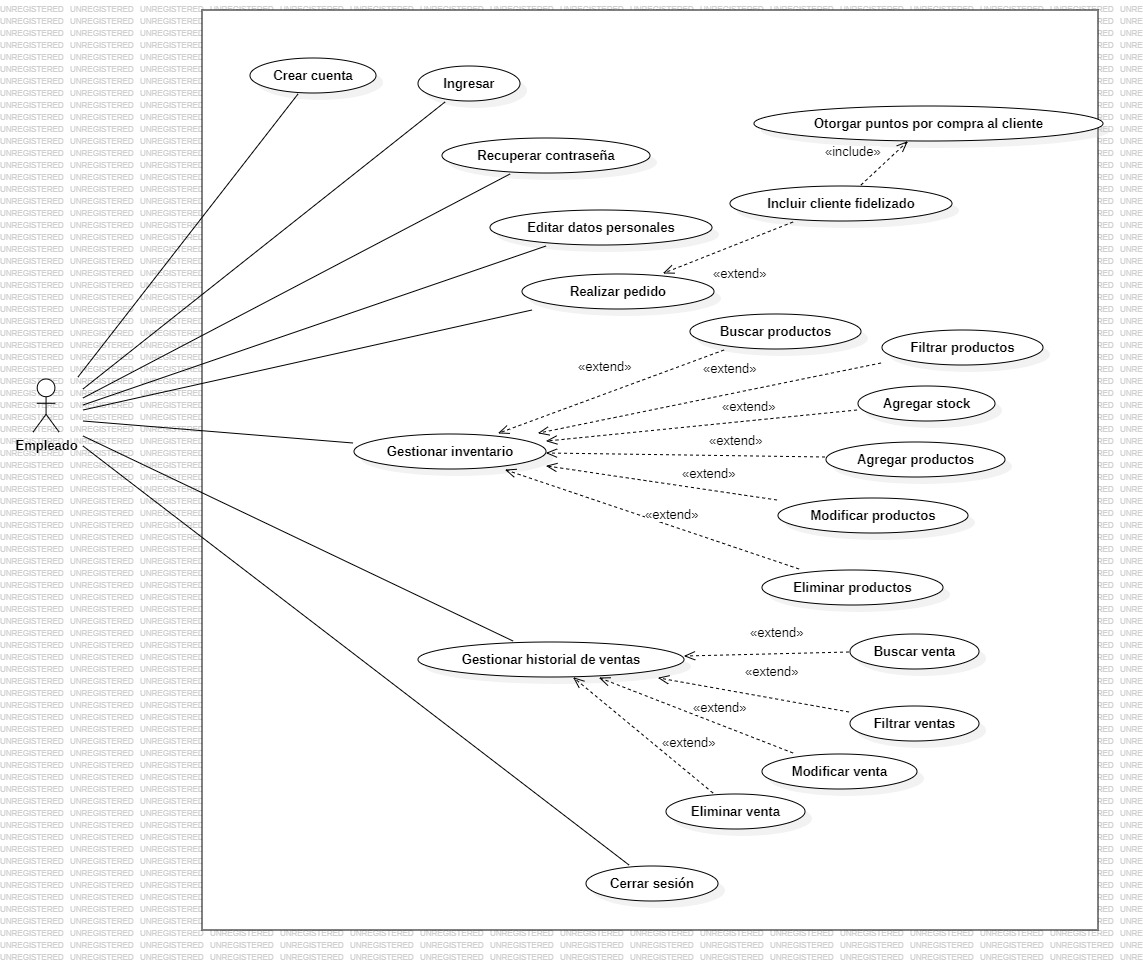 Crear cuenta
Ingresar
Otorgar puntos por compra al cliente
«include»
Recuperar contraseña
Incluir cliente fidelizado
Editar datos personales
«extend»
Realizar pedido
Buscar productos
Filtrar productos
«extend»
«extend»
Agregar stock
«extend»
Empleado
Gestionar inventario
«extend»
Agregar productos
«extend»
Modificar productos
«extend»
Eliminar productos
«extend»
Buscar venta
Gestionar historial de ventas
«extend»
Filtrar ventas
«extend»
«extend»
Modificar venta
Eliminar venta
Cerrar sesión
UNREGISTERED